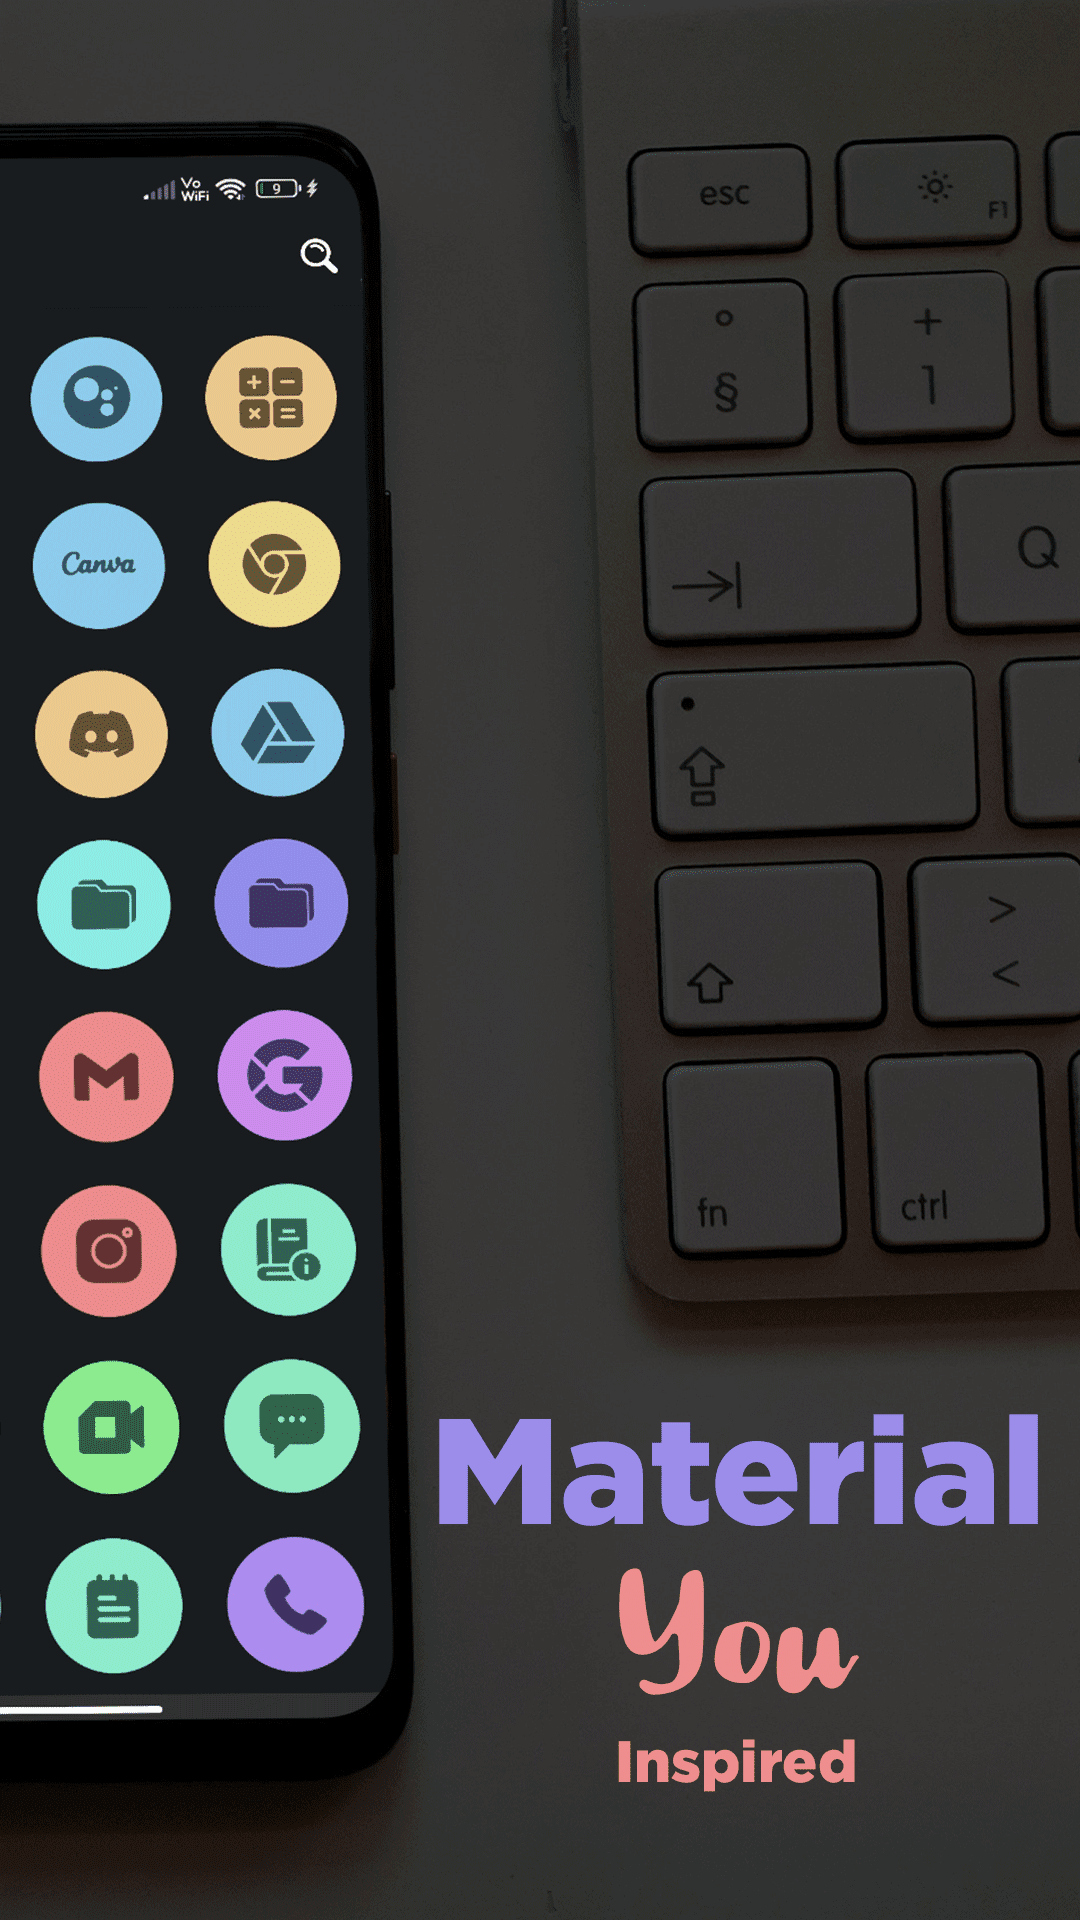 Vo
WiFi
9
Canva
esc
F1
°
§
+
1
Q
>
<
fn
ctrl
Material
You
Inspired